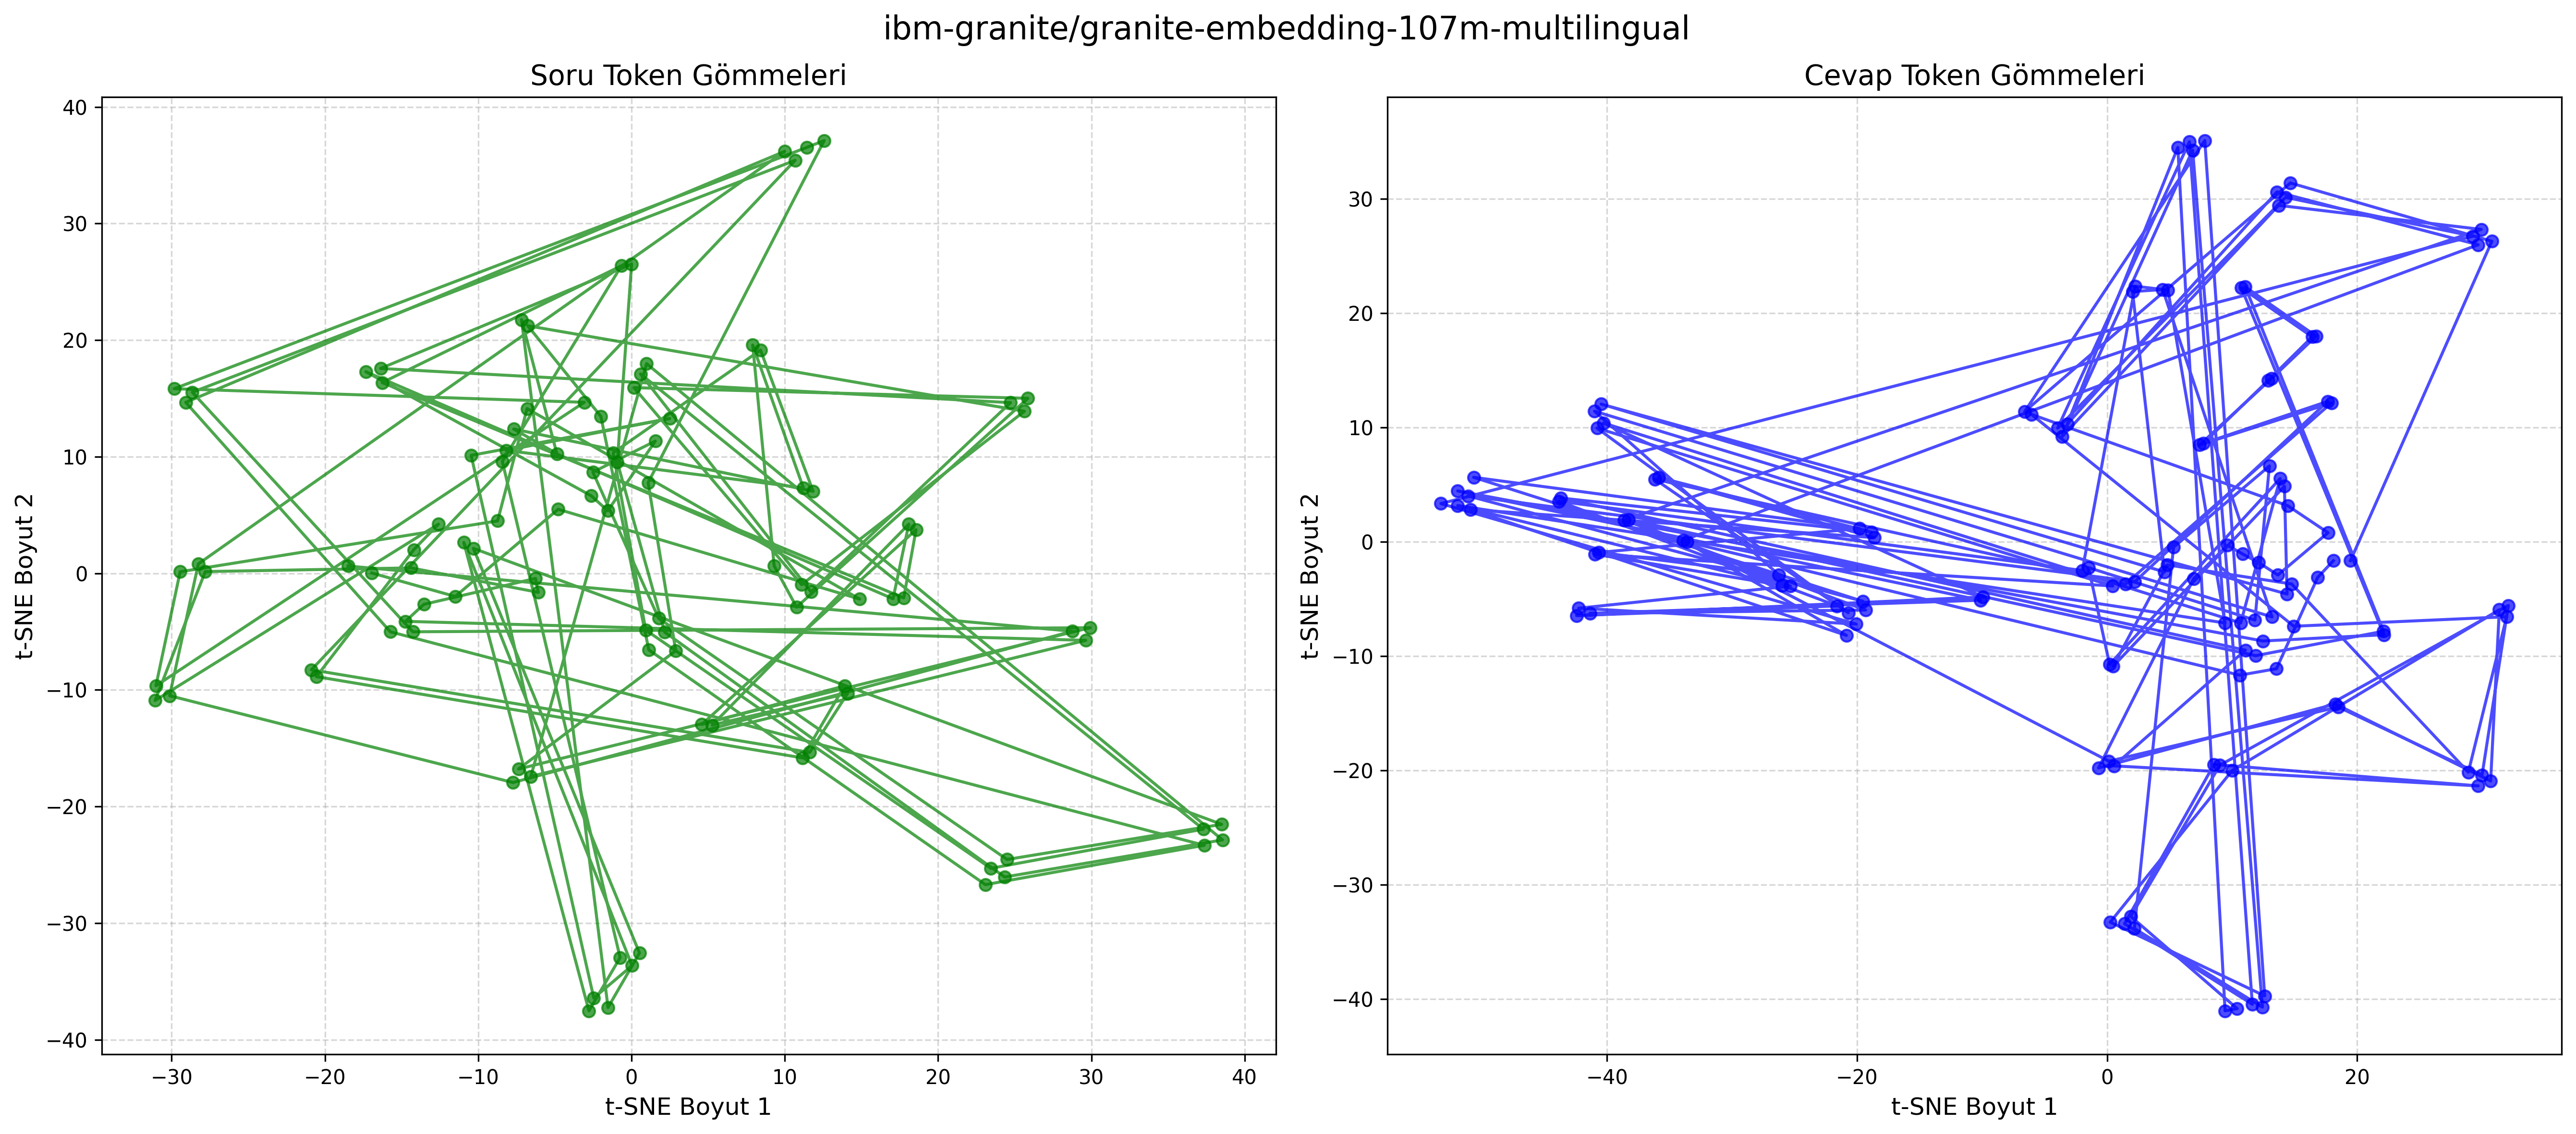 ibm-granite/granite-embedding-107m-multilingual
Soru Token Gömmeleri
40
30
20
10
0
−10
−20
−30
−40
t-SNE Boyut 2
−30 −20 −10 0 10 20 30 40
t-SNE Boyut 1
Cevap Token Gömmeleri
30
20
10
0
−10
−20
−30
−40
t-SNE Boyut 2
−40 −20 0 20
t-SNE Boyut 1